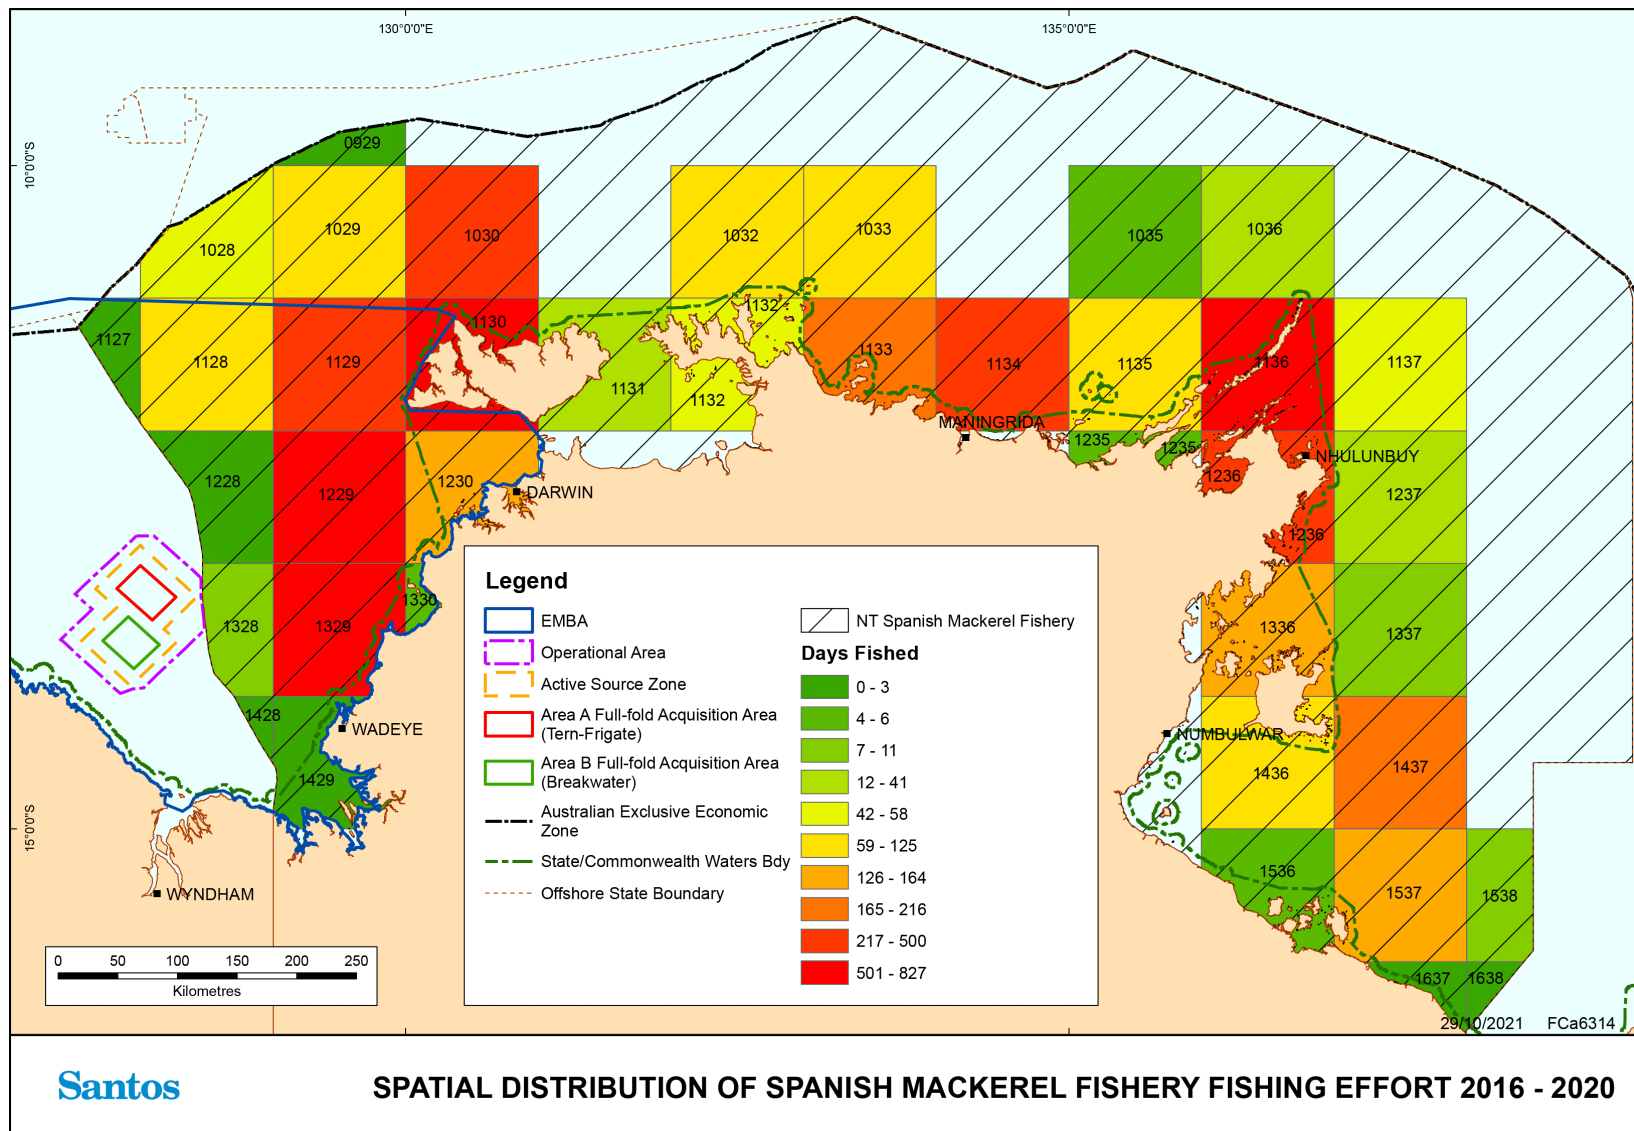 130°0'0"E
135°0'0"E
10°0'0"S
15°0'0"S
0929
1028
1029
1030
1032
1033
1035
1036
1127
1128
1129
1130
1131
1132
1132
1133
1134
1135
1136
1137
MANINGRIDA
1228
1229
1230
DARWIN
1235
1235
1236
NHULUNBUY
1237
1236
1328
1329
1330
1336
1337
1428
1429
WADEYE
NUMBULWAR
1436
1437
WYNDHAM
1536
1537
1538
1637
1638
Legend
EMBA
Operational Area
Active Source Zone
Area A Full-fold Acquisition Area
(Tern-Frigate)
Area B Full-fold Acquisition Area
(Breakwater)
Australian Exclusive Economic
Zone
State/Commonwealth Waters Bdy
Offshore State Boundary
NT Spanish Mackerel Fishery
Days Fished
0 - 3
4 - 6
7 - 11
12 - 41
42 - 58
59 - 125
126 - 164
165 - 216
217 - 500
501 - 827
0 50 100 150 200 250
Kilometres
29/10/2021 FCa6314
Santos
SPATIAL DISTRIBUTION OF SPANISH MACKEREL FISHERY FISHING EFFORT 2016 - 2020